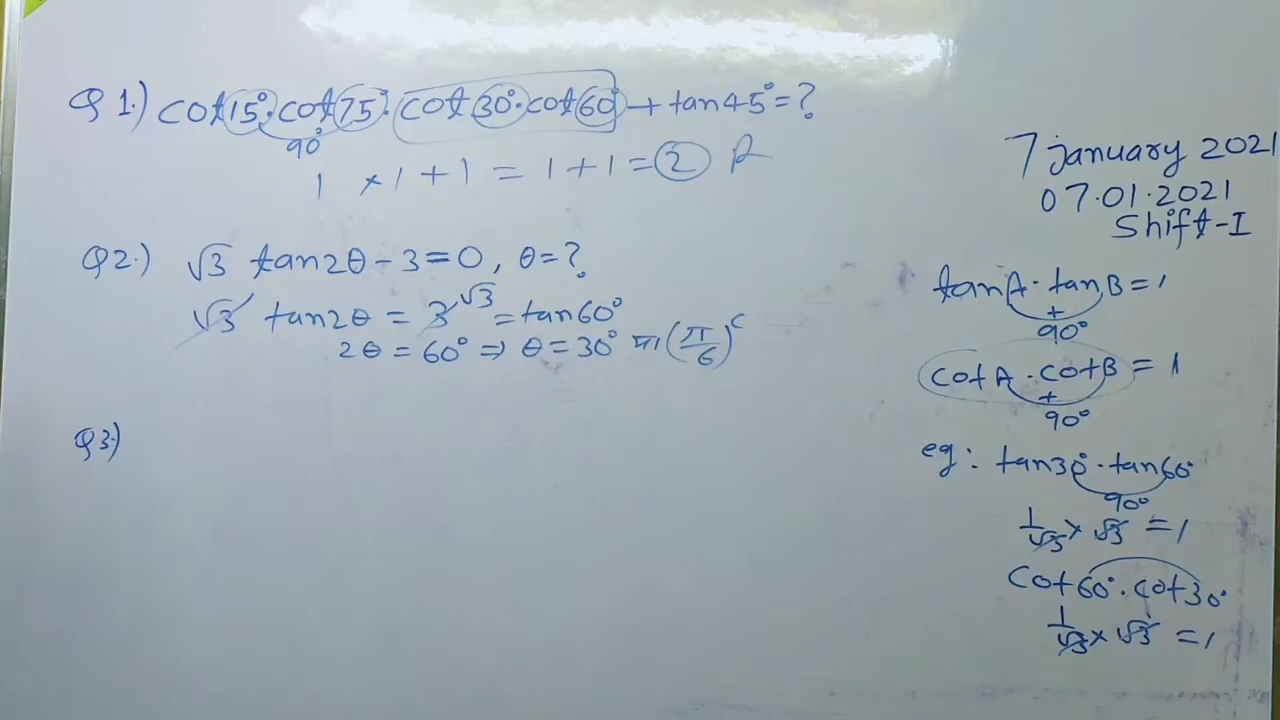 Q 1.) cot15°.cot75°.cot30°.cot60°+tan45°=?
90°
1 ×1+1=1+1=2
Q2.) √3 tan2θ-3=0, θ=?
√3 tan2θ = 3 √3 =tan60°
2θ=60°⇒θ=30° या (π/6)ᶜ
Q3.)
7 january 2021
07.01.2021
Shift-I
tanA.tanB=1
+
90°
cotA.cotB=1
+
90°
eg: tan30°.tan60°
90°
1/√3 × √3 =1
Cot60°.cot30°
1/√3 × √3 =1